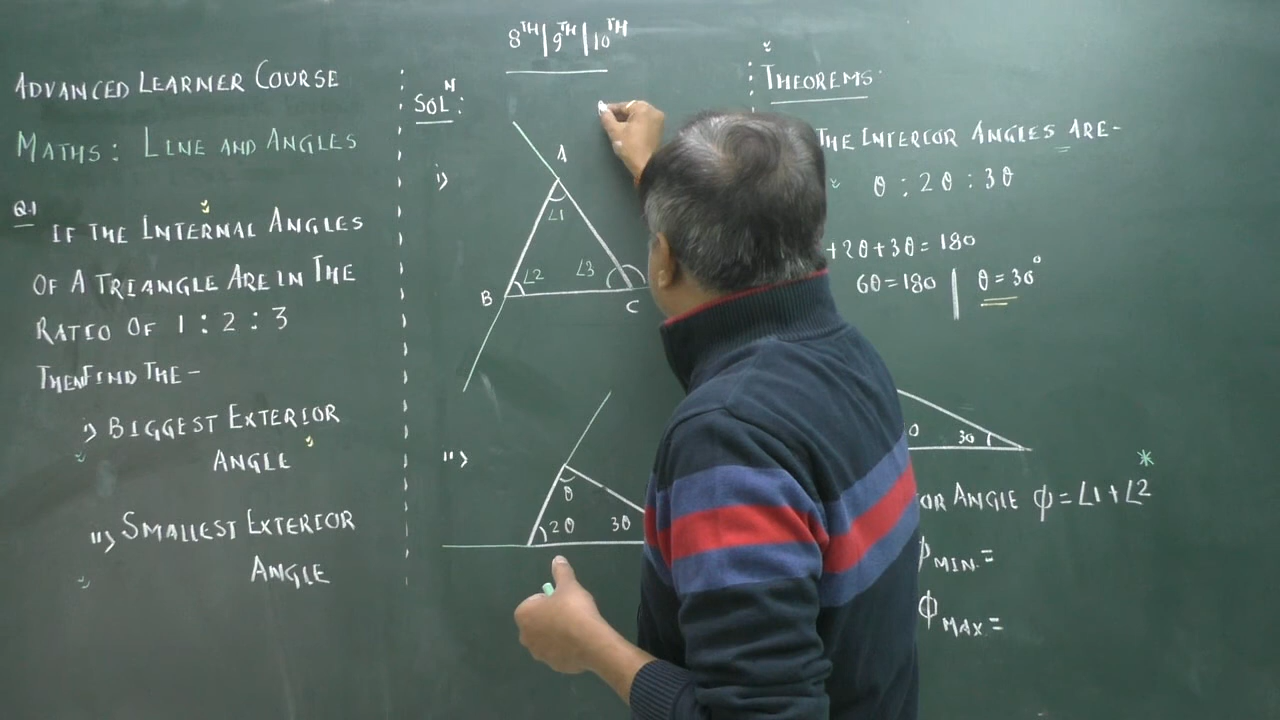 8TH|9TH|10TH
ADVANCED LEARNER COURSE
MATHS: LINE AND ANGLES
Q.1 IF THE INTERNAL ANGLES
OF A TRIANGLE ARE IN THE
RATIO OF 1 : 2 : 3
THEN FIND THE -
i) BIGGEST EXTERIOR
ANGLE
ii) SMALLEST EXTERIOR
ANGLE
SOLN:
i)
A
∠1
∠2 ∠3
B C
ii)
θ
2θ 3θ
THEOREMS:
THE INTERIOR ANGLES ARE-
θ : 2θ : 3θ
+2θ+3θ=180
6θ=180 | θ=30°
30
OR ANGLE ϕ=∠1+∠2 *
ϕMIN.=
ϕMAX=